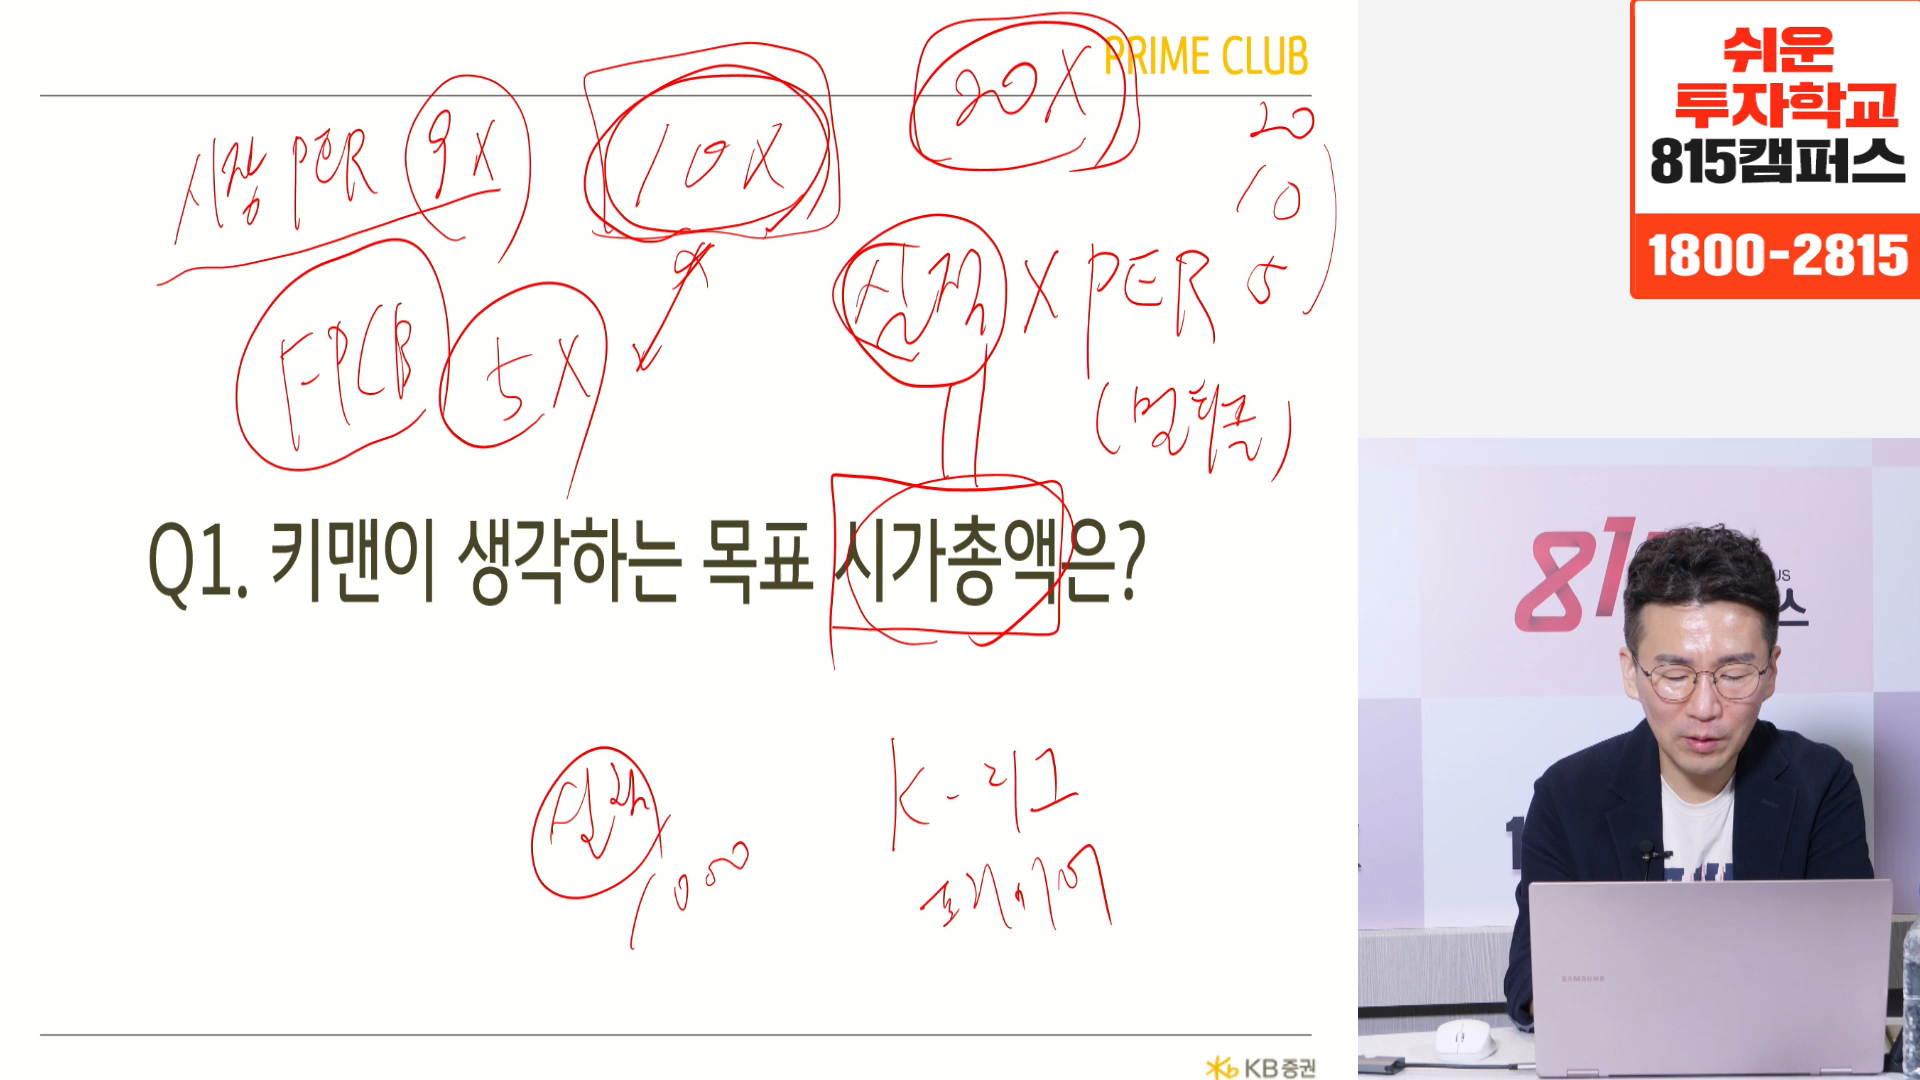 PRIME CLUB
시장 PER 9X
10X
20X
20
10
5
실적 X PER
(멀티플)
FPCB 5X
Q1. 키맨이 생각하는 목표 시가총액은?
1000
K-리그
프리미어
KB증권
쉬운
투자학교
815캠퍼스
1800-2815
SAMSUNG